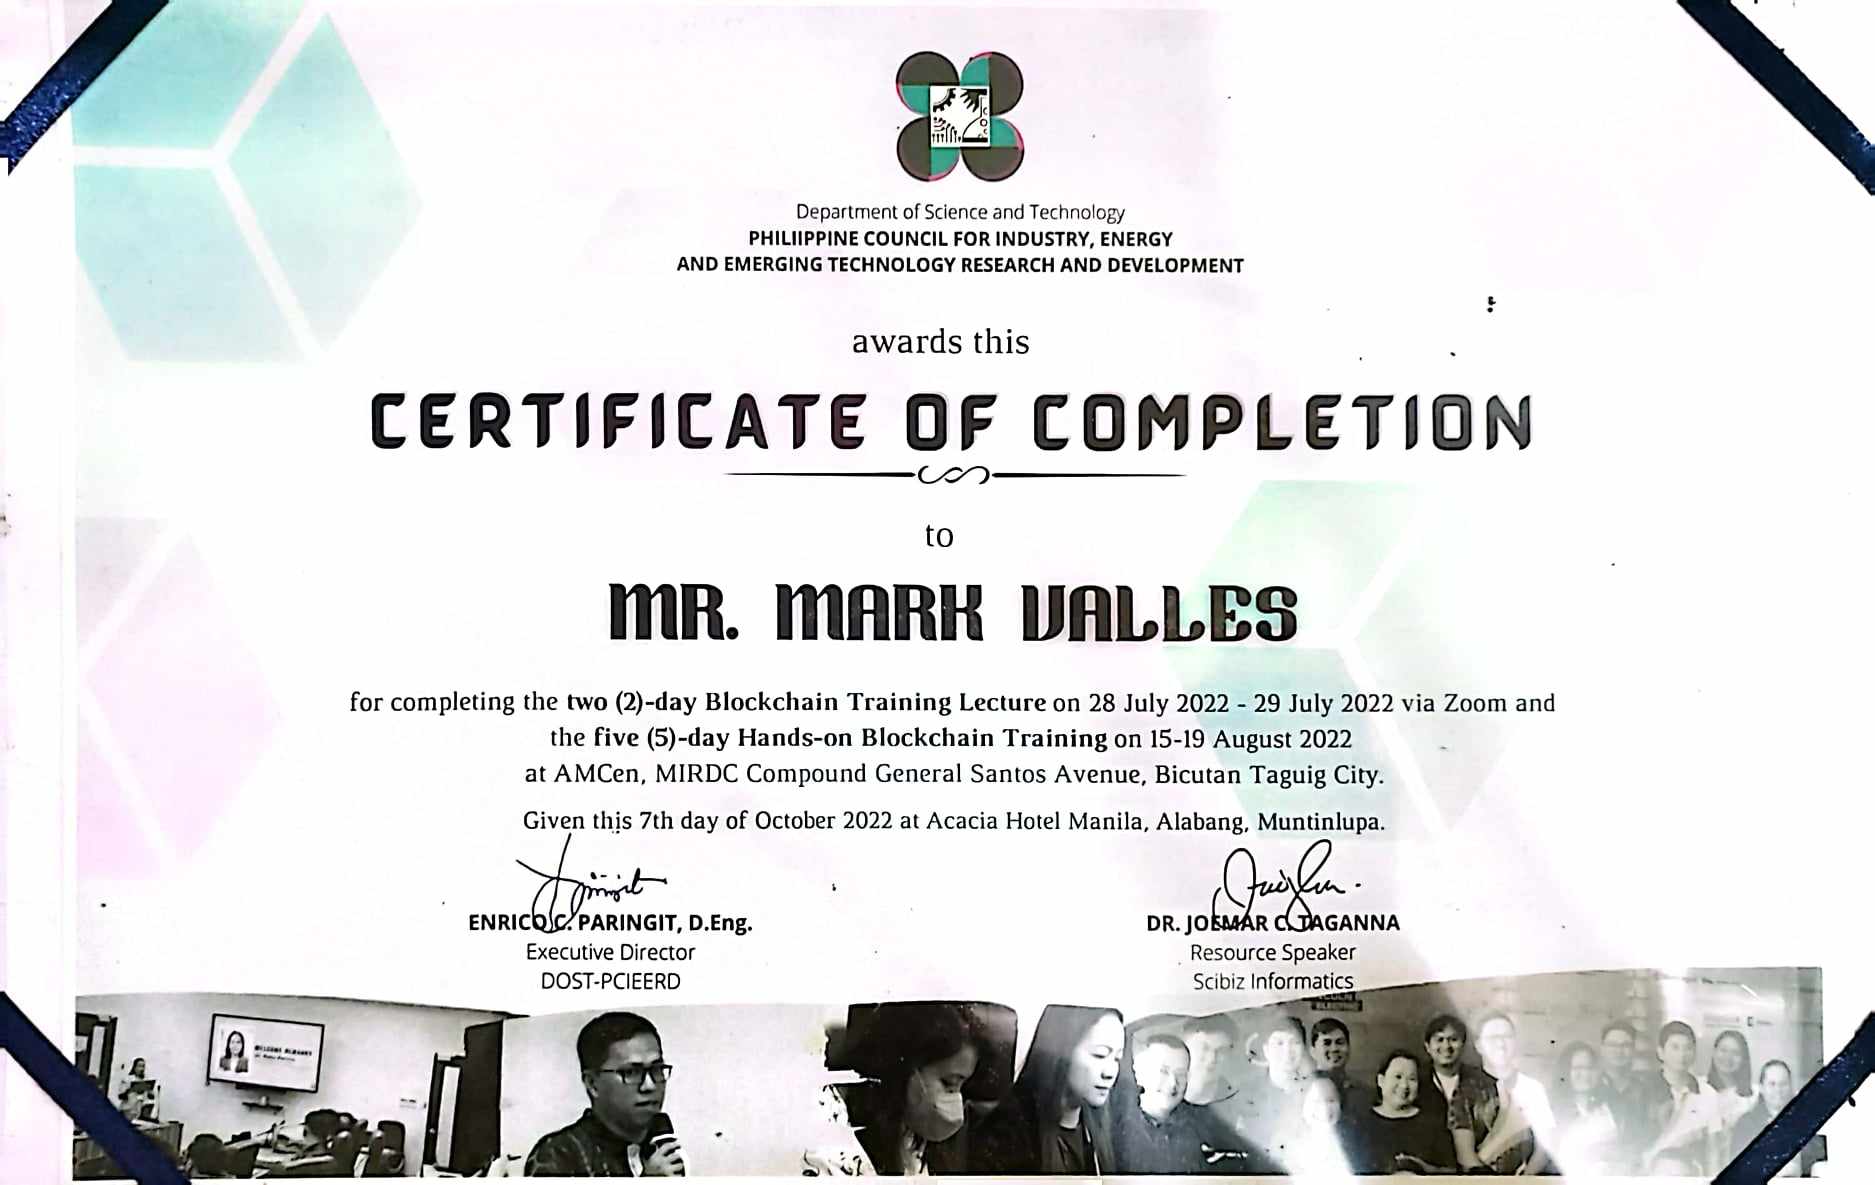 Department of Science and Technology
PHILIIPPINE COUNCIL FOR INDUSTRY, ENERGY
AND EMERGING TECHNOLOGY RESEARCH AND DEVELOPMENT
awards this
CERTIFICATE OF COMPLETION
to
MR. MARK VALLES
for completing the two (2)-day Blockchain Training Lecture on 28 July 2022 - 29 July 2022 via Zoom and
the five (5)-day Hands-on Blockchain Training on 15-19 August 2022
at AMCen, MIRDC Compound General Santos Avenue, Bicutan Taguig City.
Given this 7th day of October 2022 at Acacia Hotel Manila, Alabang, Muntinlupa.
ENRICO C. PARINGIT, D.Eng.
Executive Director
DOST-PCIEERD
DR. JOEMAR C. TAGANNA
Resource Speaker
Scibiz Informatics